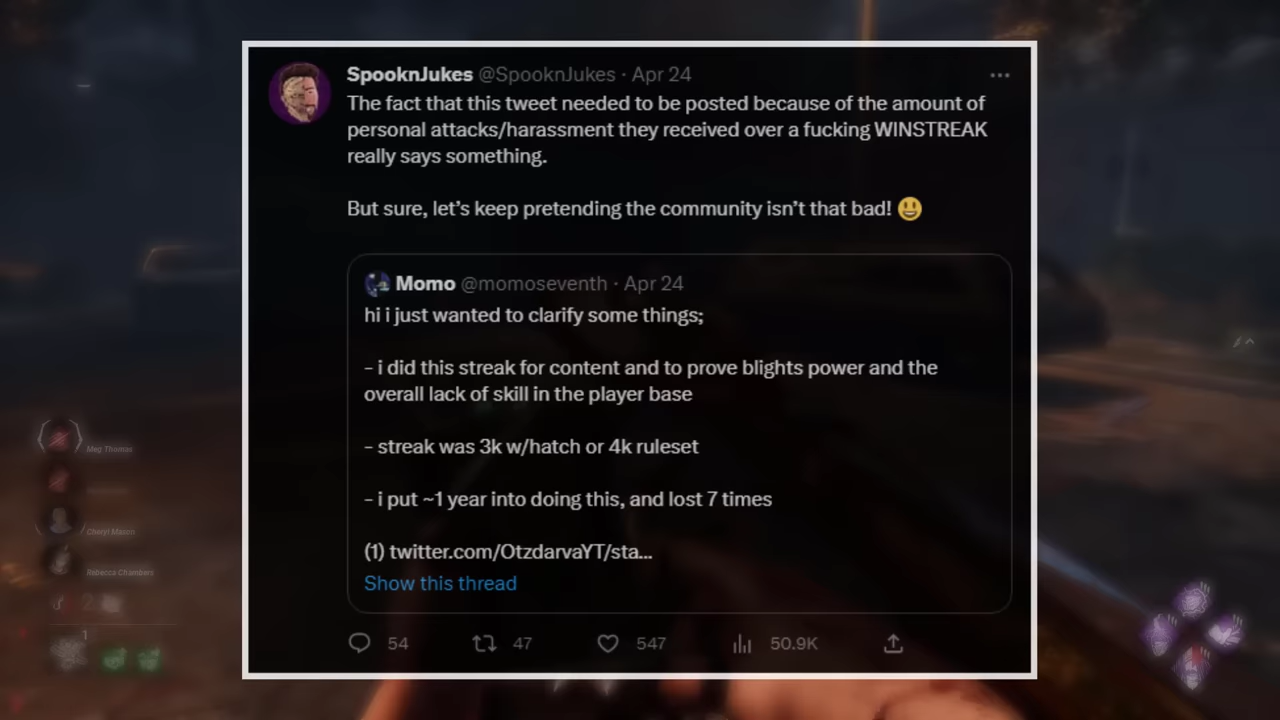 SpooknJukes @SpooknJukes · Apr 24
The fact that this tweet needed to be posted because of the amount of
personal attacks/harassment they received over a fucking WINSTREAK
really says something.
But sure, let's keep pretending the community isn't that bad! 😃
Momo @momoseventh · Apr 24
hi i just wanted to clarify some things;
- i did this streak for content and to prove blights power and the
overall lack of skill in the player base
- streak was 3k w/hatch or 4k ruleset
- i put ~1 year into doing this, and lost 7 times
(1) twitter.com/OtzdarvaYT/sta...
Show this thread
54 47 547 50.9K
Meg Thomas
Cheryl Mason
Rebecca Chambers
2
1